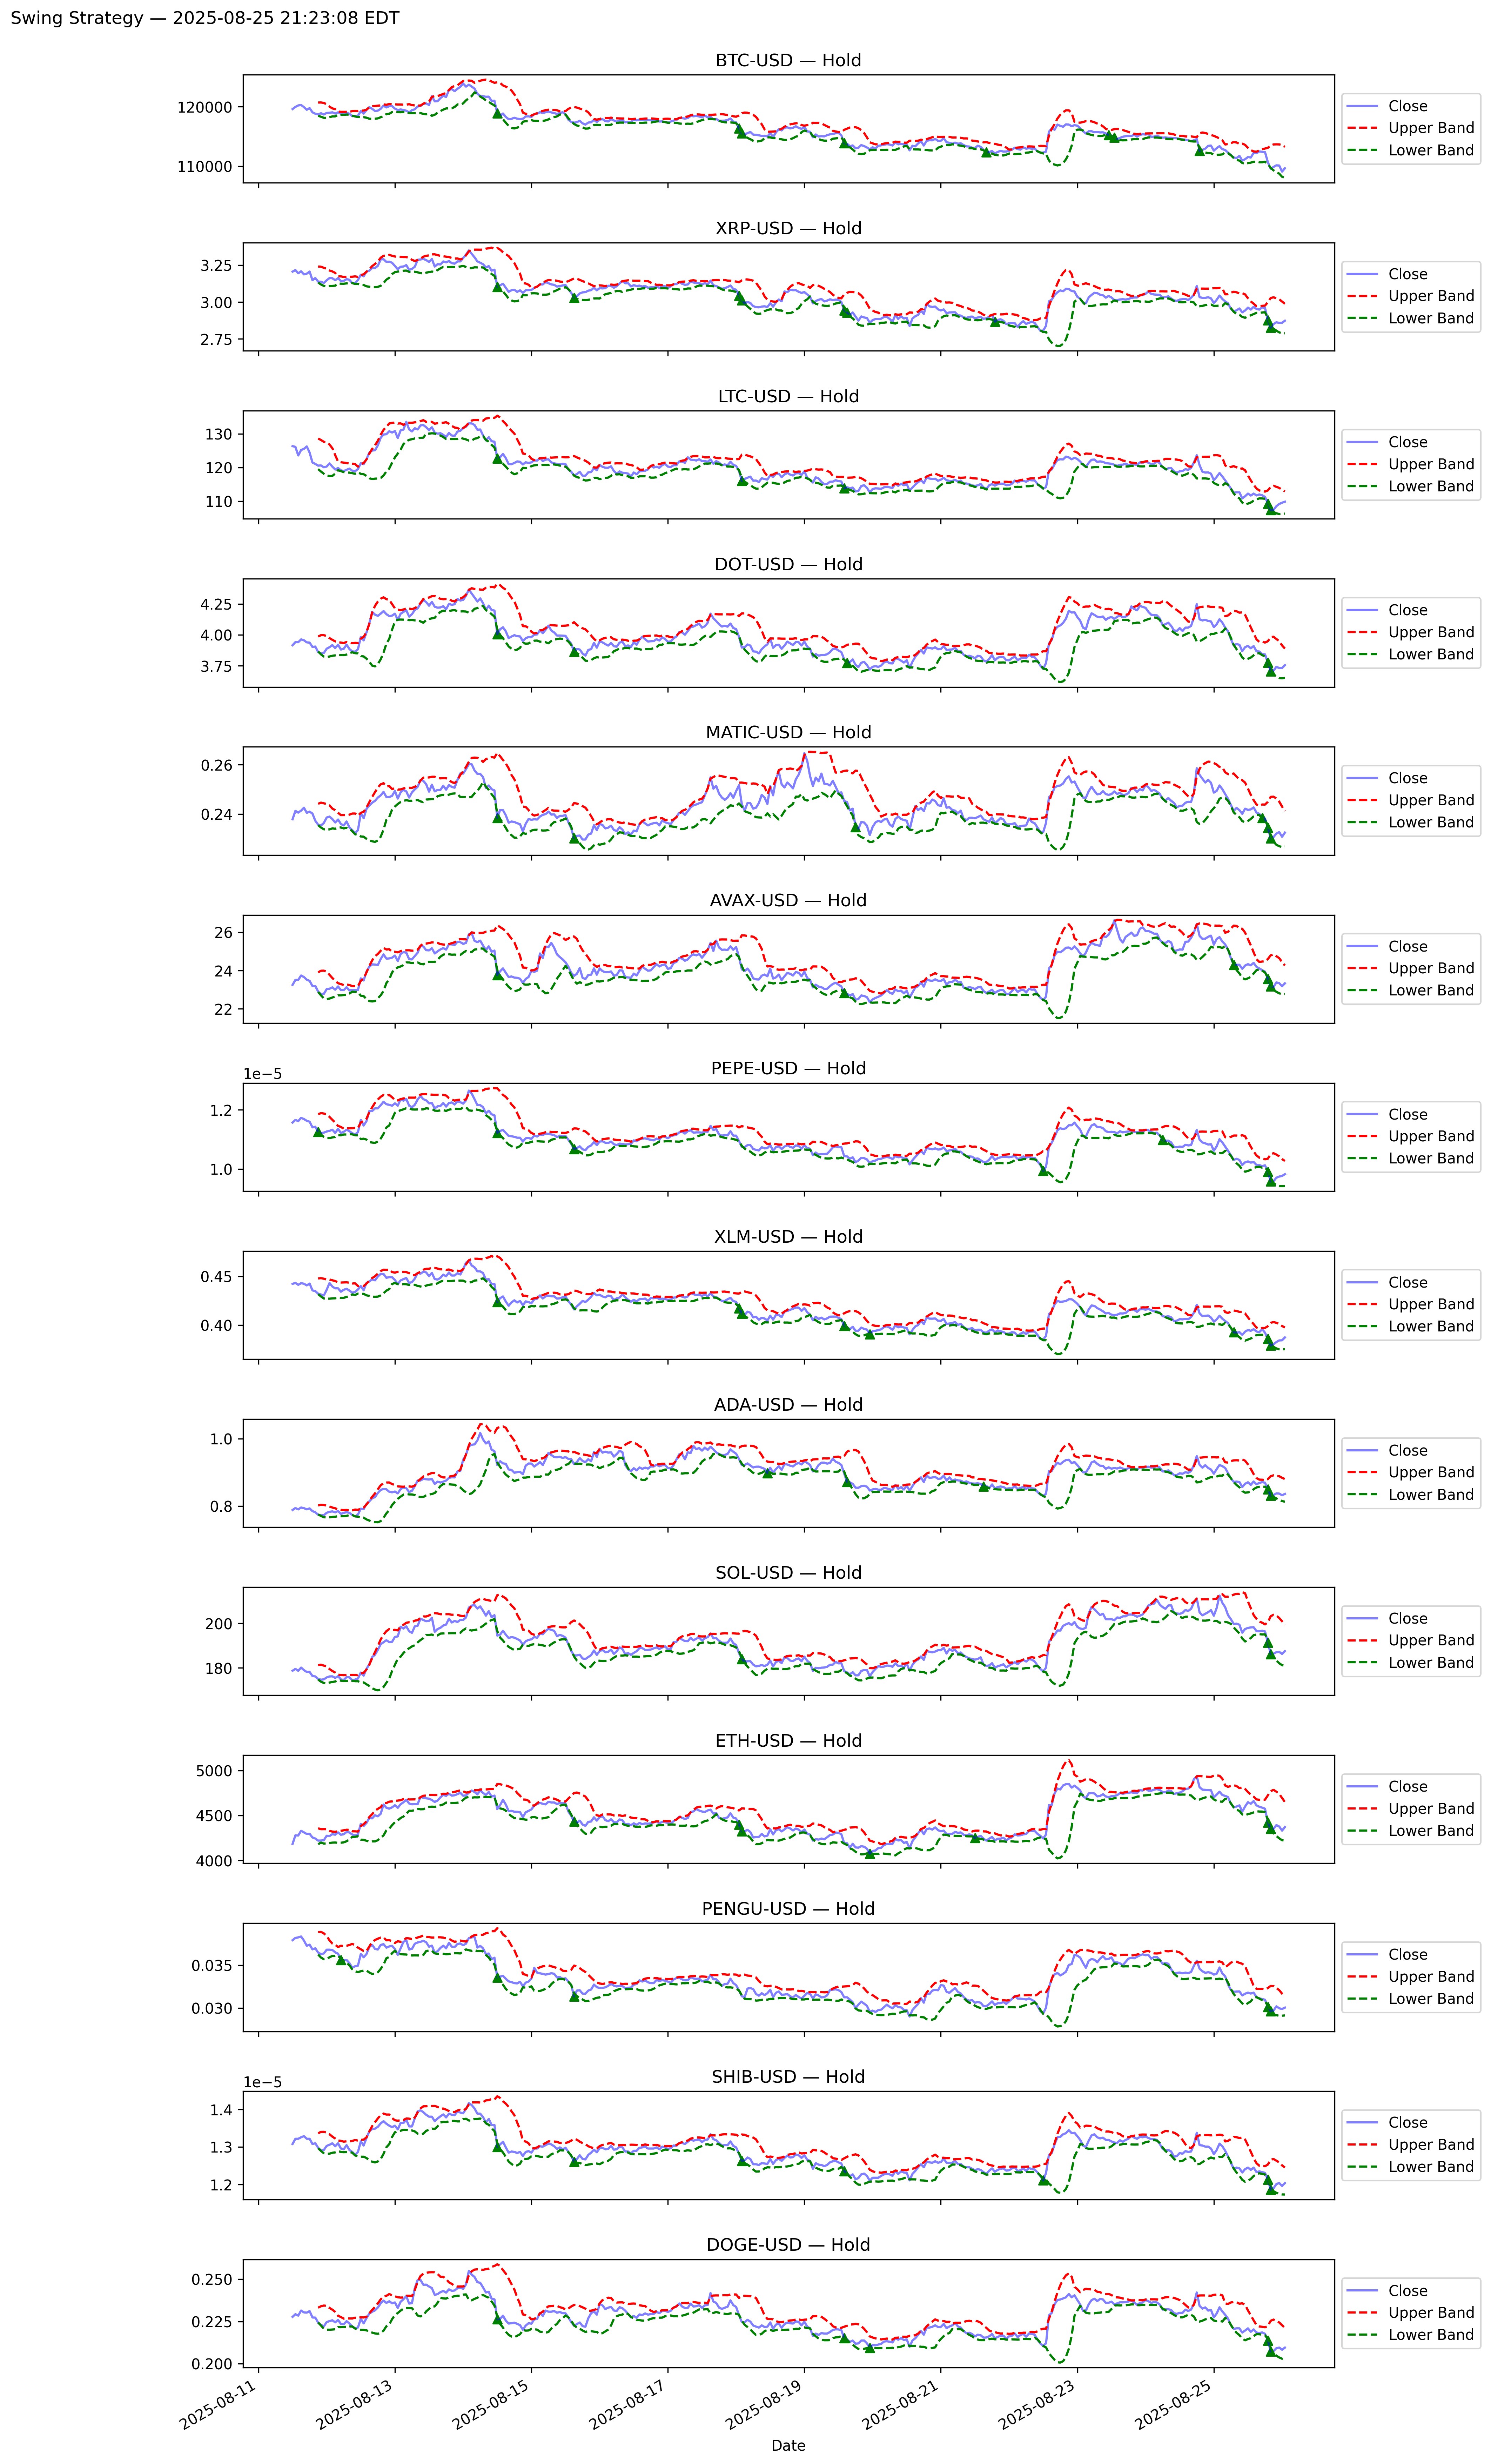 Swing Strategy — 2025-08-25 21:23:08 EDT
BTC-USD — Hold
120000
110000
Close
Upper Band
Lower Band
XRP-USD — Hold
3.25
3.00
2.75
Close
Upper Band
Lower Band
LTC-USD — Hold
130
120
110
Close
Upper Band
Lower Band
DOT-USD — Hold
4.25
4.00
3.75
Close
Upper Band
Lower Band
MATIC-USD — Hold
0.26
0.24
Close
Upper Band
Lower Band
AVAX-USD — Hold
26
24
22
Close
Upper Band
Lower Band
PEPE-USD — Hold
1e−5
1.2
1.0
Close
Upper Band
Lower Band
XLM-USD — Hold
0.45
0.40
Close
Upper Band
Lower Band
ADA-USD — Hold
1.0
0.8
Close
Upper Band
Lower Band
SOL-USD — Hold
200
180
Close
Upper Band
Lower Band
ETH-USD — Hold
5000
4500
4000
Close
Upper Band
Lower Band
PENGU-USD — Hold
0.035
0.030
Close
Upper Band
Lower Band
SHIB-USD — Hold
1e−5
1.4
1.3
1.2
Close
Upper Band
Lower Band
DOGE-USD — Hold
0.250
0.225
0.200
Close
Upper Band
Lower Band
2025-08-11
2025-08-13
2025-08-15
2025-08-17
2025-08-19
2025-08-21
2025-08-23
2025-08-25
Date